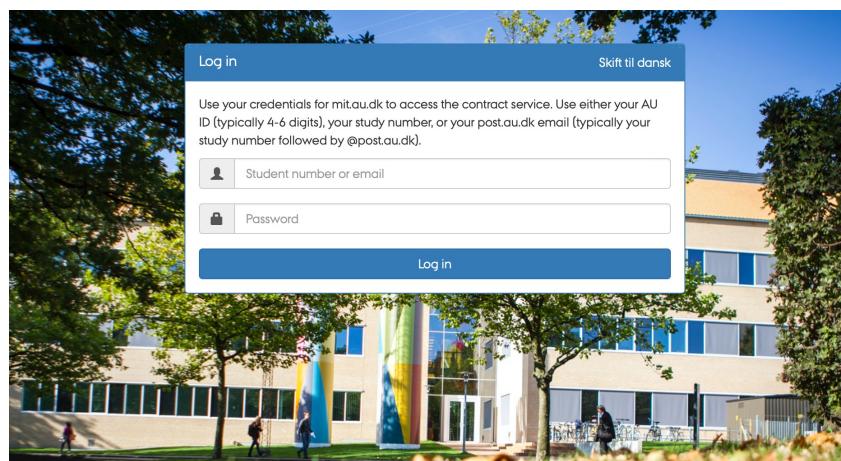 Log in
Skift til dansk
Use your credentials for mit.au.dk to access the contract service. Use either your AU
ID (typically 4-6 digits), your study number, or your post.au.dk email (typically your
study number followed by @post.au.dk).
Student number or email
Password
Log in